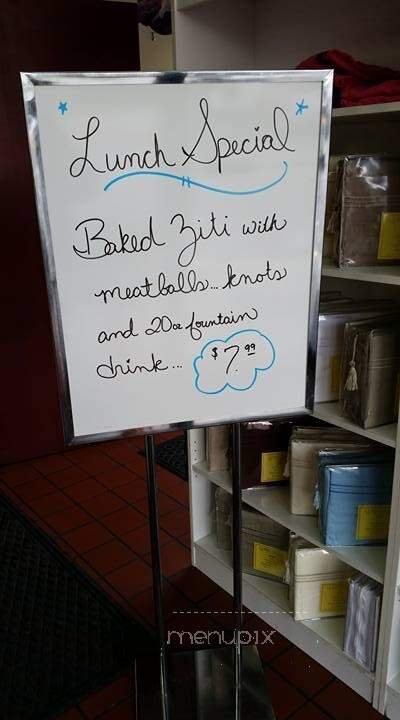 Lunch Special
Baked Ziti with
meatballs... knots
and 20oz fountain
drink... $7.99
menupix